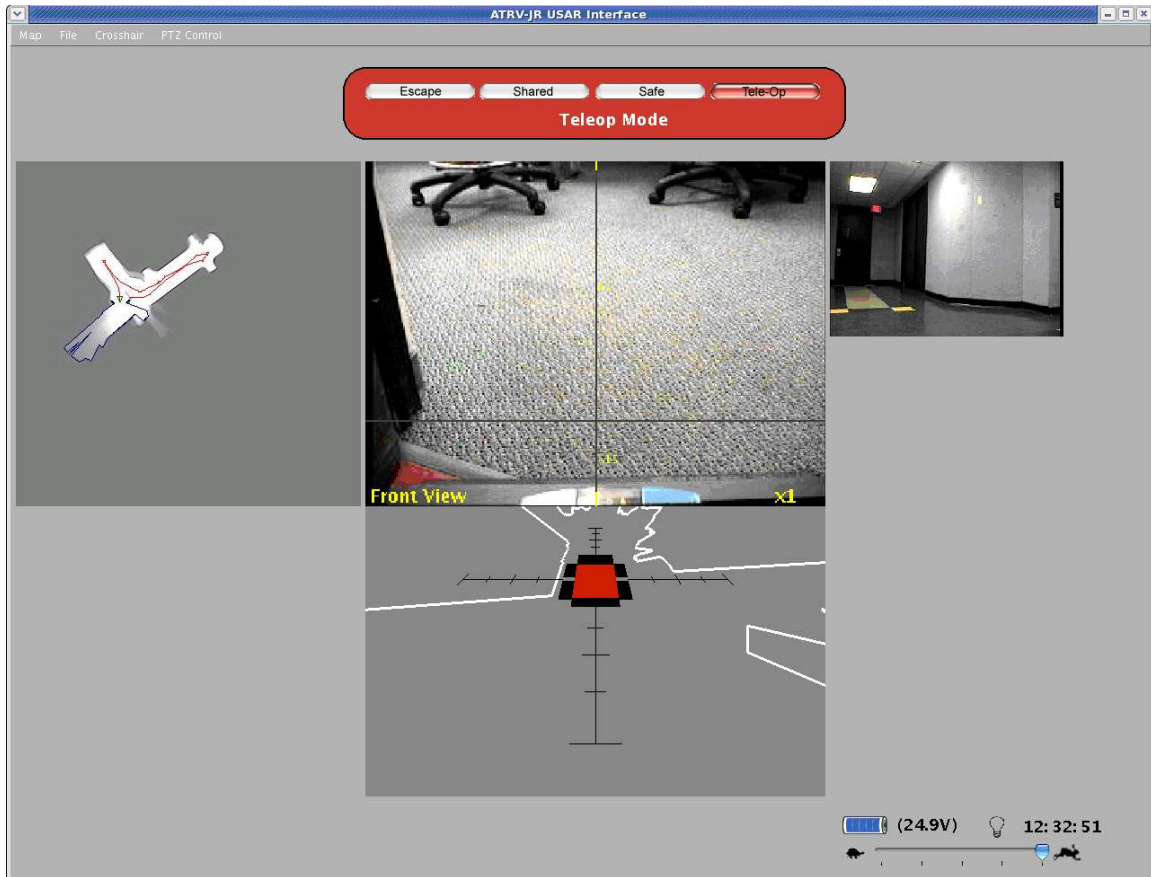 ATRV-JR USAR Interface
Map File Crosshair PTZ Control
Escape Shared Safe Tele-Op
Teleop Mode
Front View x1
(24.9V) 12:32:51